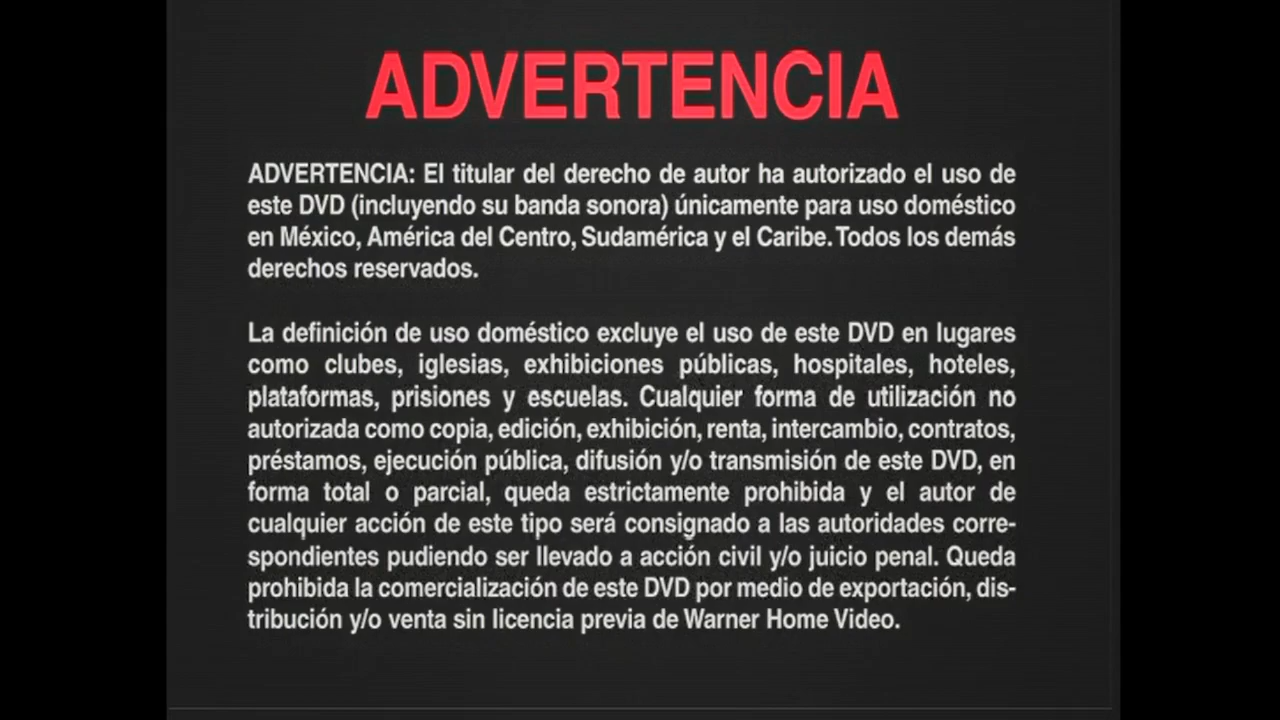 ADVERTENCIA
ADVERTENCIA: El titular del derecho de autor ha autorizado el uso de
este DVD (incluyendo su banda sonora) únicamente para uso doméstico
en México, América del Centro, Sudamérica y el Caribe. Todos los demás
derechos reservados.
La definición de uso doméstico excluye el uso de este DVD en lugares
como clubes, iglesias, exhibiciones públicas, hospitales, hoteles,
plataformas, prisiones y escuelas. Cualquier forma de utilización no
autorizada como copia, edición, exhibición, renta, intercambio, contratos,
préstamos, ejecución pública, difusión y/o transmisión de este DVD, en
forma total o parcial, queda estrictamente prohibida y el autor de
cualquier acción de este tipo será consignado a las autoridades corre-
spondientes pudiendo ser llevado a acción civil y/o juicio penal. Queda
prohibida la comercialización de este DVD por medio de exportación, dis-
tribución y/o venta sin licencia previa de Warner Home Video.